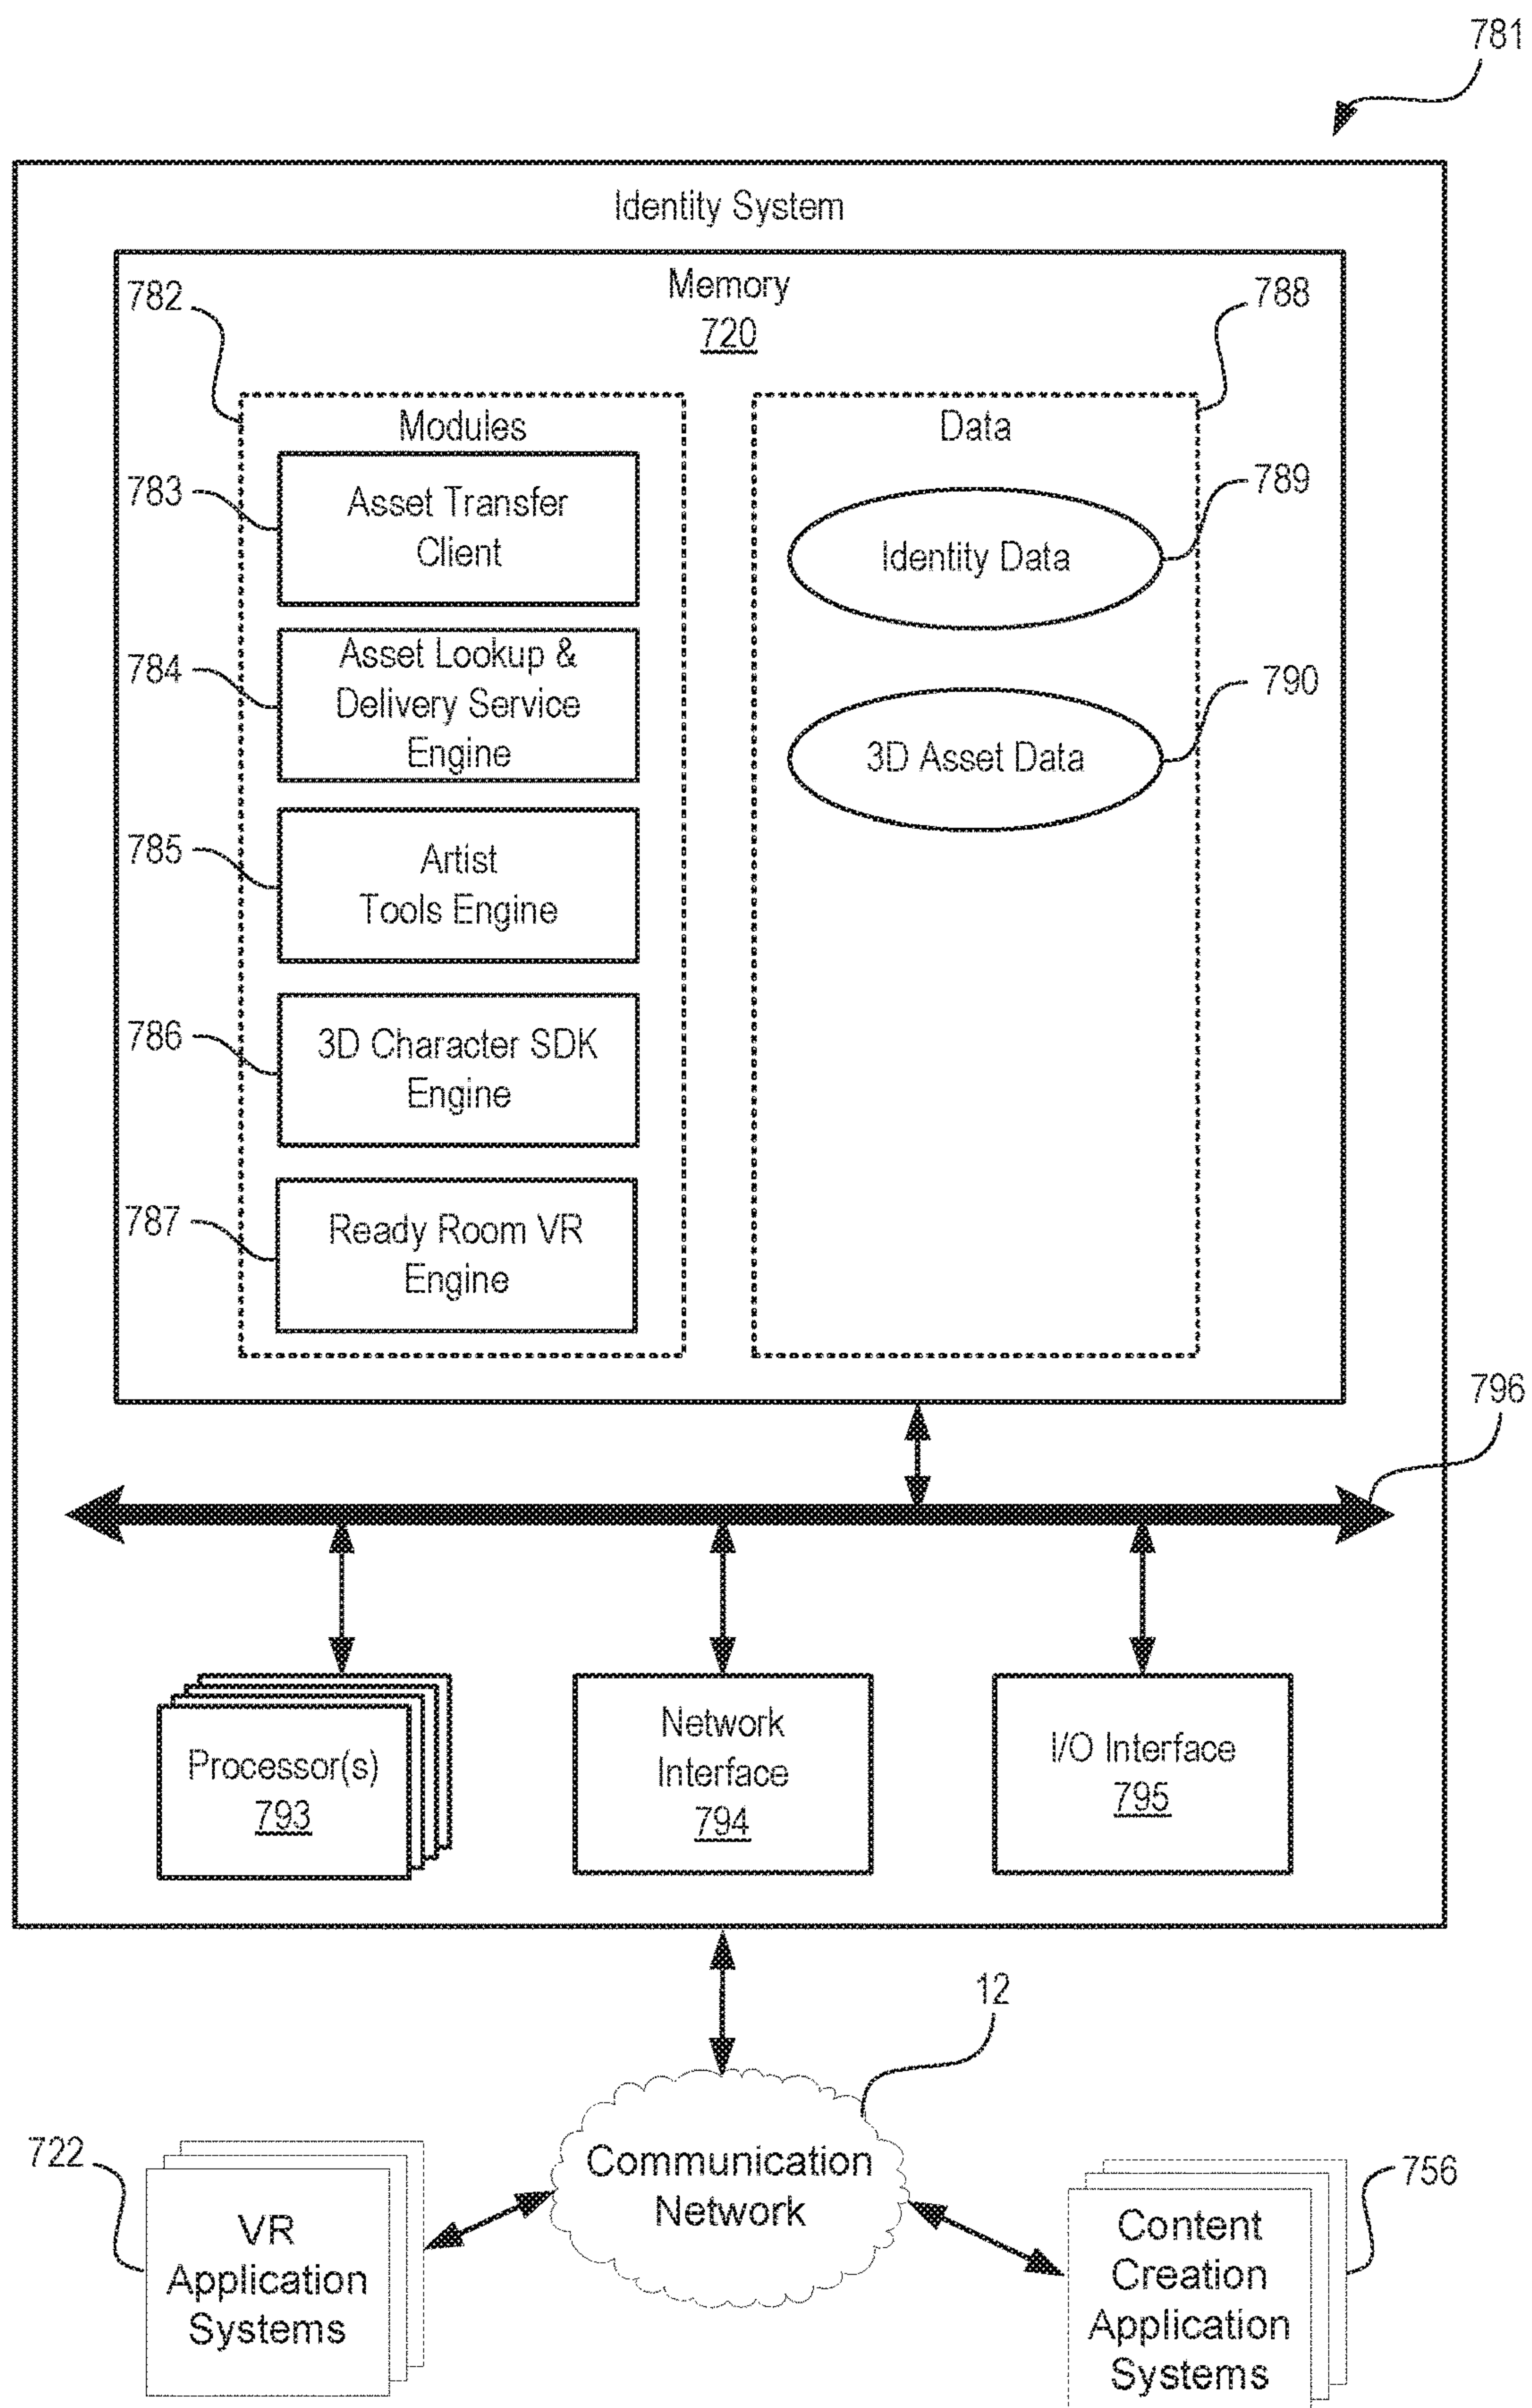 781
Identity System
Memory
720
782
788
Modules
Data
783
Asset Transfer
Client
789
Identity Data
784
Asset Lookup &
Delivery Service
Engine
790
3D Asset Data
785
Artist
Tools Engine
786
3D Character SDK
Engine
787
Ready Room VR
Engine
796
Processor(s)
793
Network
Interface
794
I/O Interface
795
12
Communication
Network
722
VR
Application
Systems
756
Content
Creation
Application
Systems